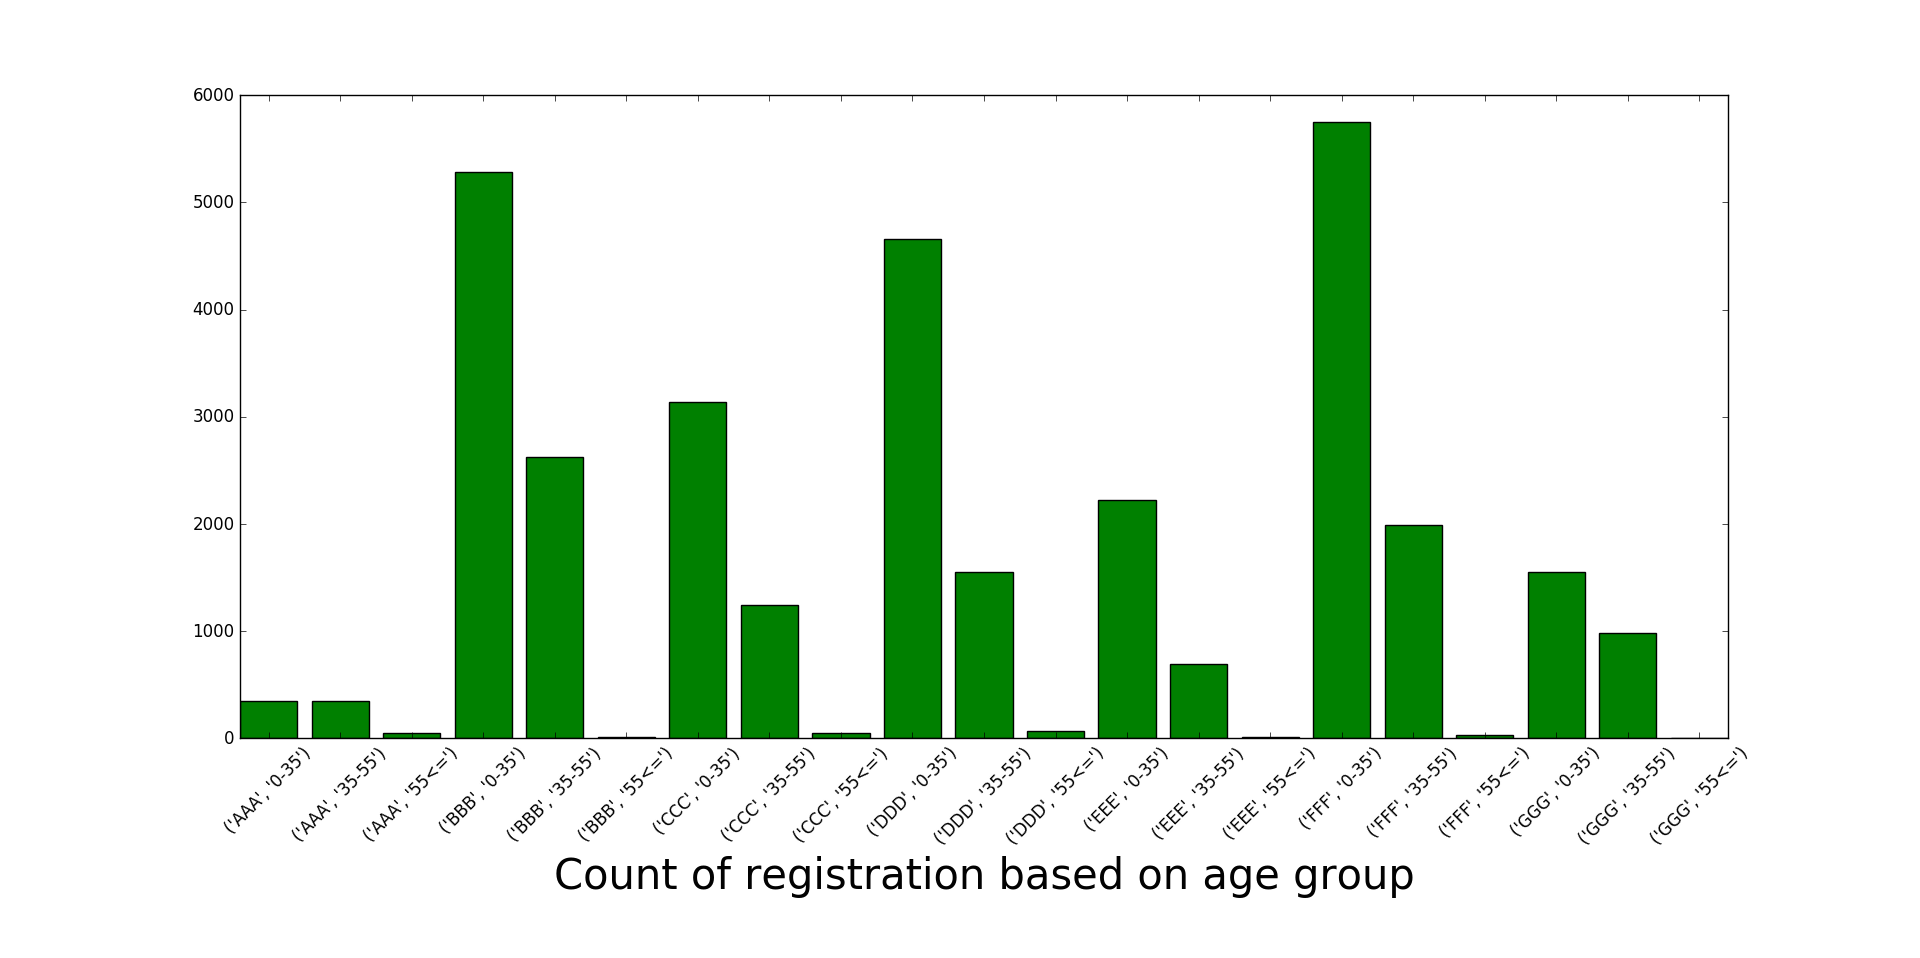 6000
5000
4000
3000
2000
1000
0
('AAA', '0-35')
('AAA', '35-55')
('AAA', '55<=')
('BBB', '0-35')
('BBB', '35-55')
('BBB', '55<=')
('CCC', '0-35')
('CCC', '35-55')
('CCC', '55<=')
('DDD', '0-35')
('DDD', '35-55')
('DDD', '55<=')
('EEE', '0-35')
('EEE', '35-55')
('EEE', '55<=')
('FFF', '0-35')
('FFF', '35-55')
('FFF', '55<=')
('GGG', '0-35')
('GGG', '35-55')
('GGG', '55<=')
Count of registration based on age group